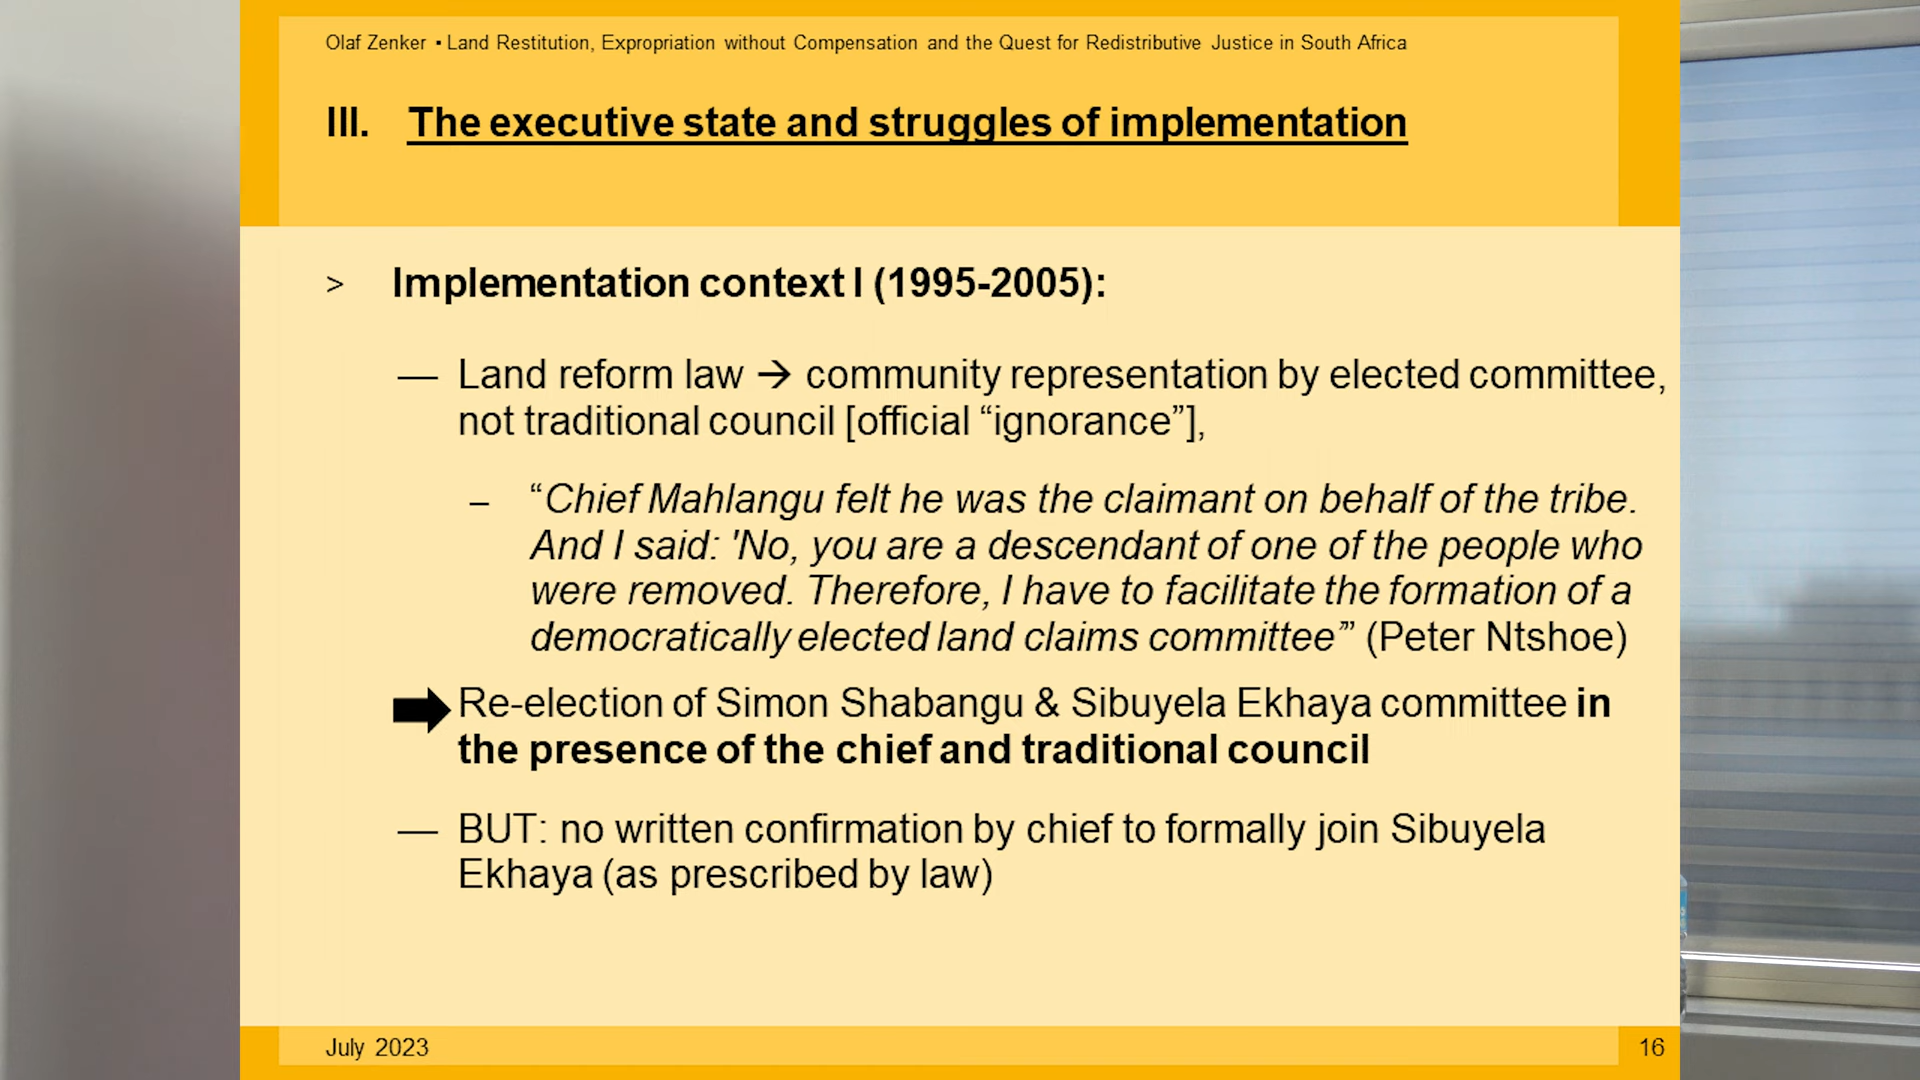 Olaf Zenker ▪ Land Restitution, Expropriation without Compensation and the Quest for Redistributive Justice in South Africa
III. The executive state and struggles of implementation
> Implementation context I (1995-2005):
— Land reform law → community representation by elected committee,
not traditional council [official “ignorance”],
– “Chief Mahlangu felt he was the claimant on behalf of the tribe.
And I said: 'No, you are a descendant of one of the people who
were removed. Therefore, I have to facilitate the formation of a
democratically elected land claims committee’” (Peter Ntshoe)
➡ Re-election of Simon Shabangu & Sibuyela Ekhaya committee in
the presence of the chief and traditional council
— BUT: no written confirmation by chief to formally join Sibuyela
Ekhaya (as prescribed by law)
July 2023
16